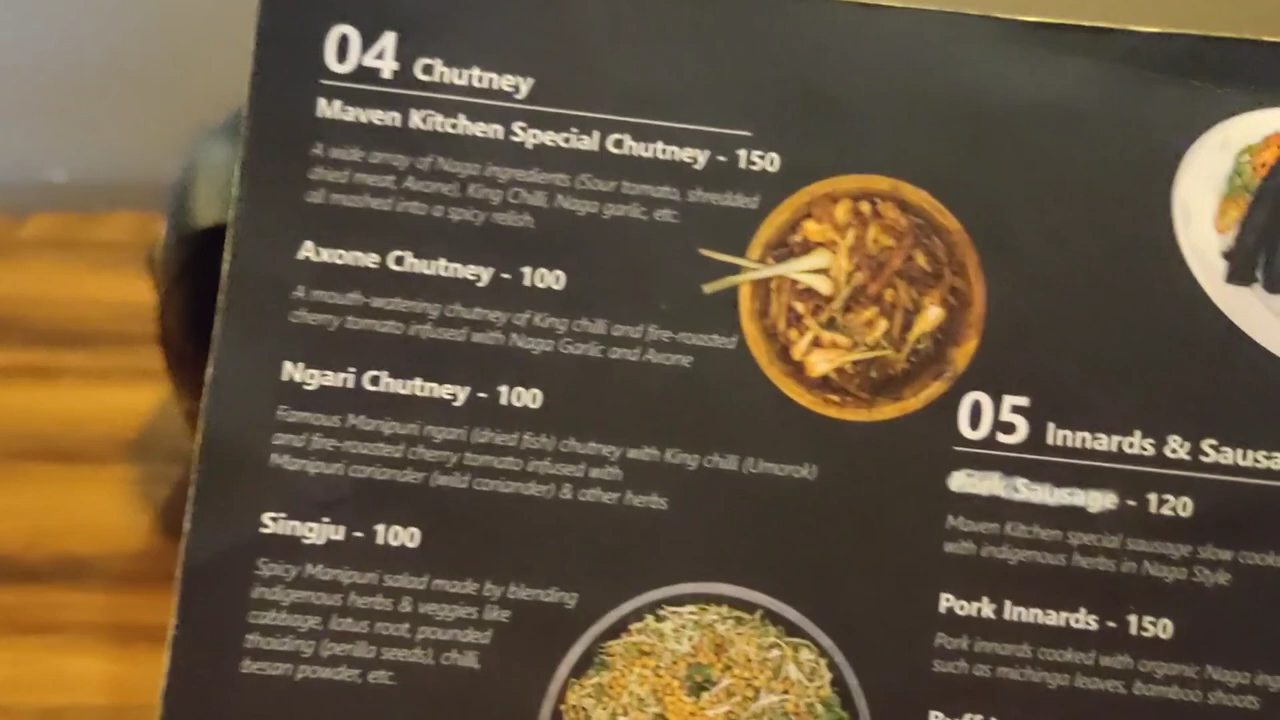 04 Chutney
Maven Kitchen Special Chutney - 150
A wide array of Naga ingredients (Sour tomato, shredded
dried meat, Axone), King Chilli, Naga garlic, etc.
all mashed into a spicy relish.
Axone Chutney - 100
A mouth-watering chutney of King chilli and fire-roasted
cherry tomato infused with Naga Garlic and Axone
Ngari Chutney - 100
Famous Manipuri ngari (dried fish) chutney with King chilli (Umorok)
and fire-roasted cherry tomato infused with
Manipuri coriander (wild coriander) & other herbs
Singju - 100
Spicy Manipuri salad made by blending
indigenous herbs & veggies like
cabbage, lotus root, pounded
thoiding (perilla seeds), chilli,
besan powder, etc.
05 Innards & Sausa
Sausage - 120
Maven Kitchen special sausage slow cook
with indigenous herbs in Naga Style
Pork Innards - 150
Pork innards cooked with organic Naga ing
such as michinga leaves, bamboo shoots